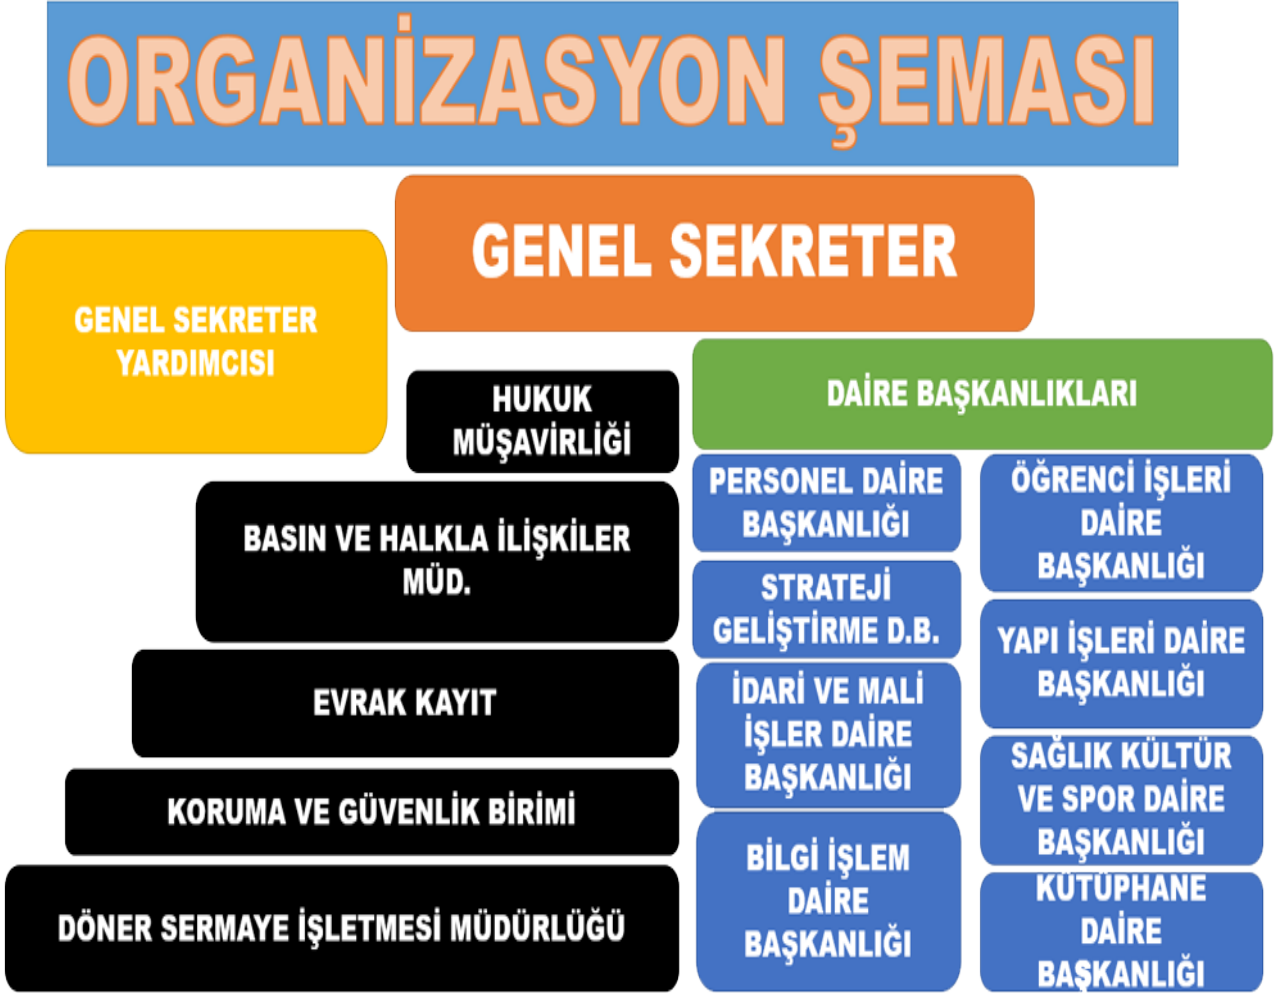 ORGANİZASYON ŞEMASI
GENEL SEKRETER
GENEL SEKRETER
YARDIMCISI
HUKUK
MÜŞAVİRLİĞİ
BASIN VE HALKLA İLİŞKİLER
MÜD.
EVRAK KAYIT
KORUMA VE GÜVENLİK BİRİMİ
DÖNER SERMAYE İŞLETMESİ MÜDÜRLÜĞÜ
DAİRE BAŞKANLIKLARI
PERSONEL DAİRE
BAŞKANLIĞI
STRATEJİ
GELİŞTİRME D.B.
İDARİ VE MALİ
İŞLER DAİRE
BAŞKANLIĞI
BİLGİ İŞLEM
DAİRE
BAŞKANLIĞI
ÖĞRENCİ İŞLERİ
DAİRE
BAŞKANLIĞI
YAPI İŞLERİ DAİRE
BAŞKANLIĞI
SAĞLIK KÜLTÜR
VE SPOR DAİRE
BAŞKANLIĞI
KÜTÜPHANE
DAİRE
BAŞKANLIĞI